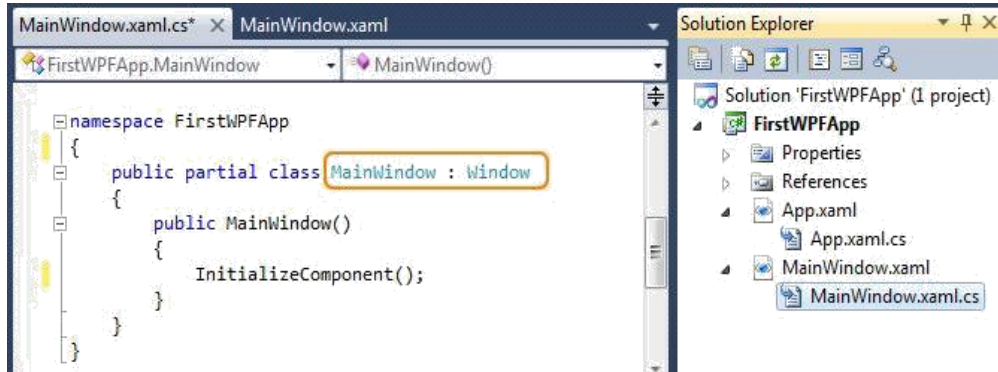 MainWindow.xaml.cs* MainWindow.xaml
FirstWPFApp.MainWindow MainWindow()
namespace FirstWPFApp
{
public partial class MainWindow : Window
{
public MainWindow()
{
InitializeComponent();
}
}
}
Solution Explorer
Solution 'FirstWPFApp' (1 project)
FirstWPFApp
Properties
References
App.xaml
App.xaml.cs
MainWindow.xaml
MainWindow.xaml.cs